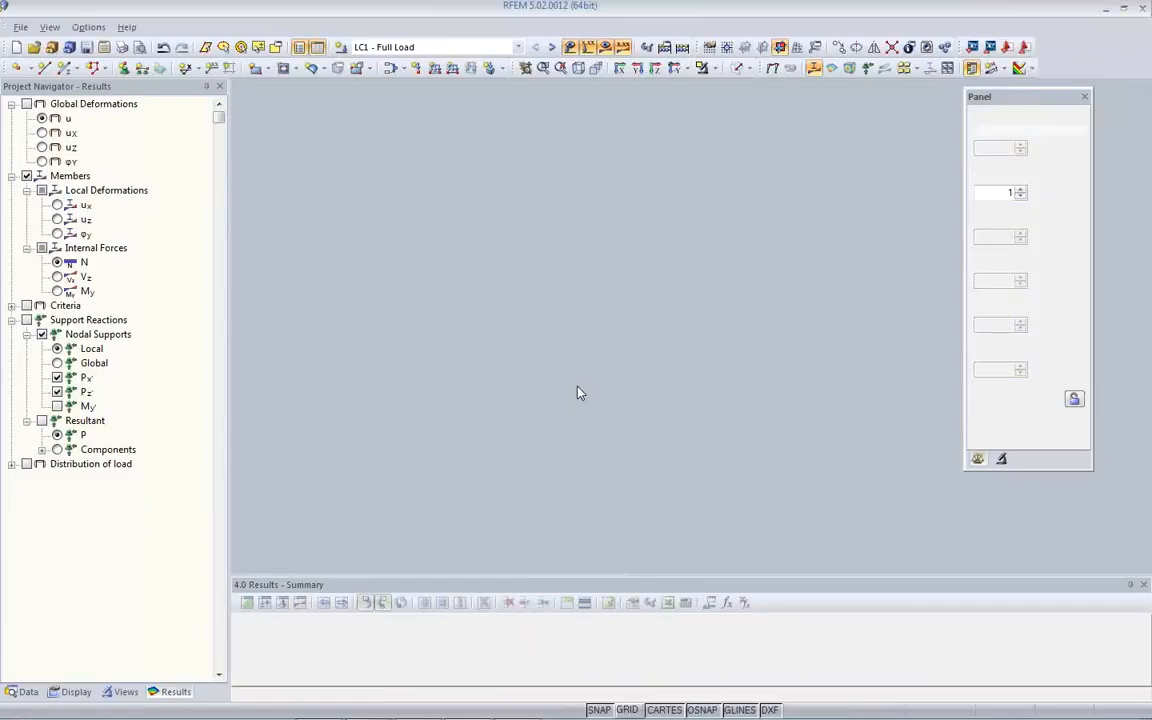 RFEM 5.02.0012 (64bit)
File View Options Help
LC1 - Full Load
Project Navigator - Results
Global Deformations
u
uX
uZ
φY
Members
Local Deformations
ux
uz
φy
Internal Forces
N
Vz
My
Criteria
Support Reactions
Nodal Supports
Local
Global
Px'
Pz'
My'
Resultant
P
Components
Distribution of load
Data Display Views Results
Panel
1
4.0 Results - Summary
SNAP GRID CARTES OSNAP GLINES DXF